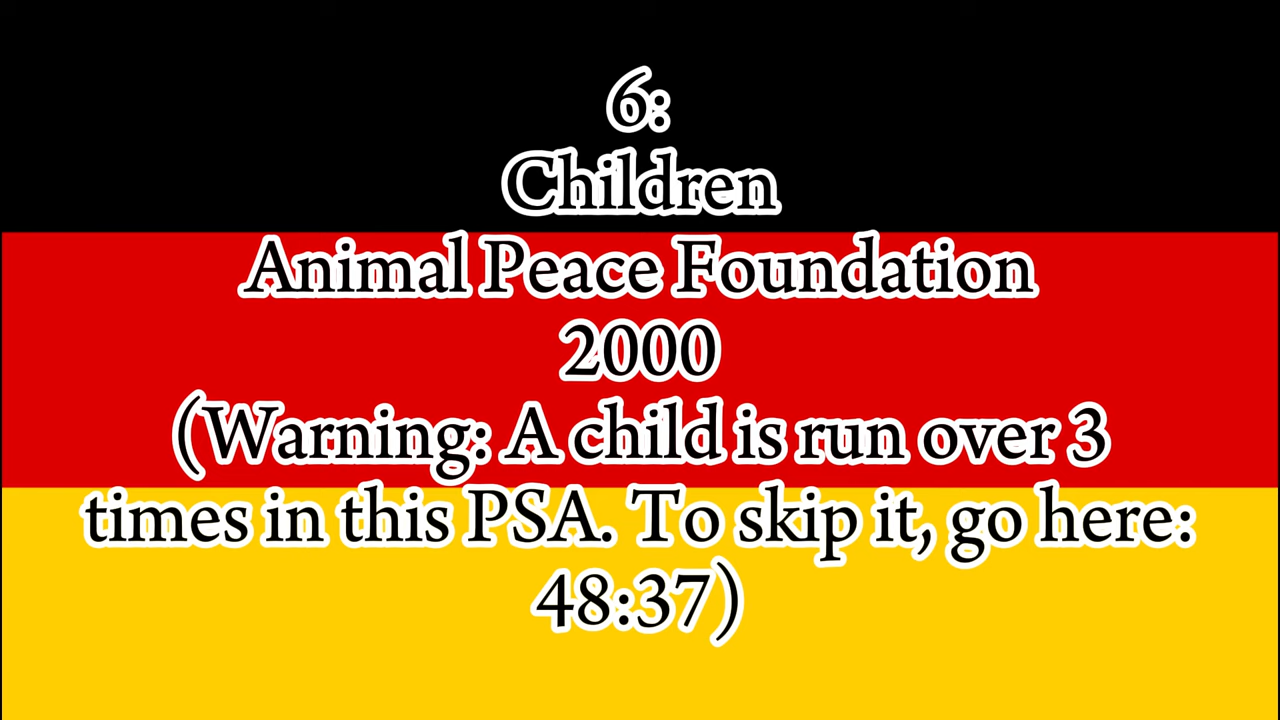 6:
Children
Animal Peace Foundation
2000
(Warning: A child is run over 3
times in this PSA. To skip it, go here:
48:37)